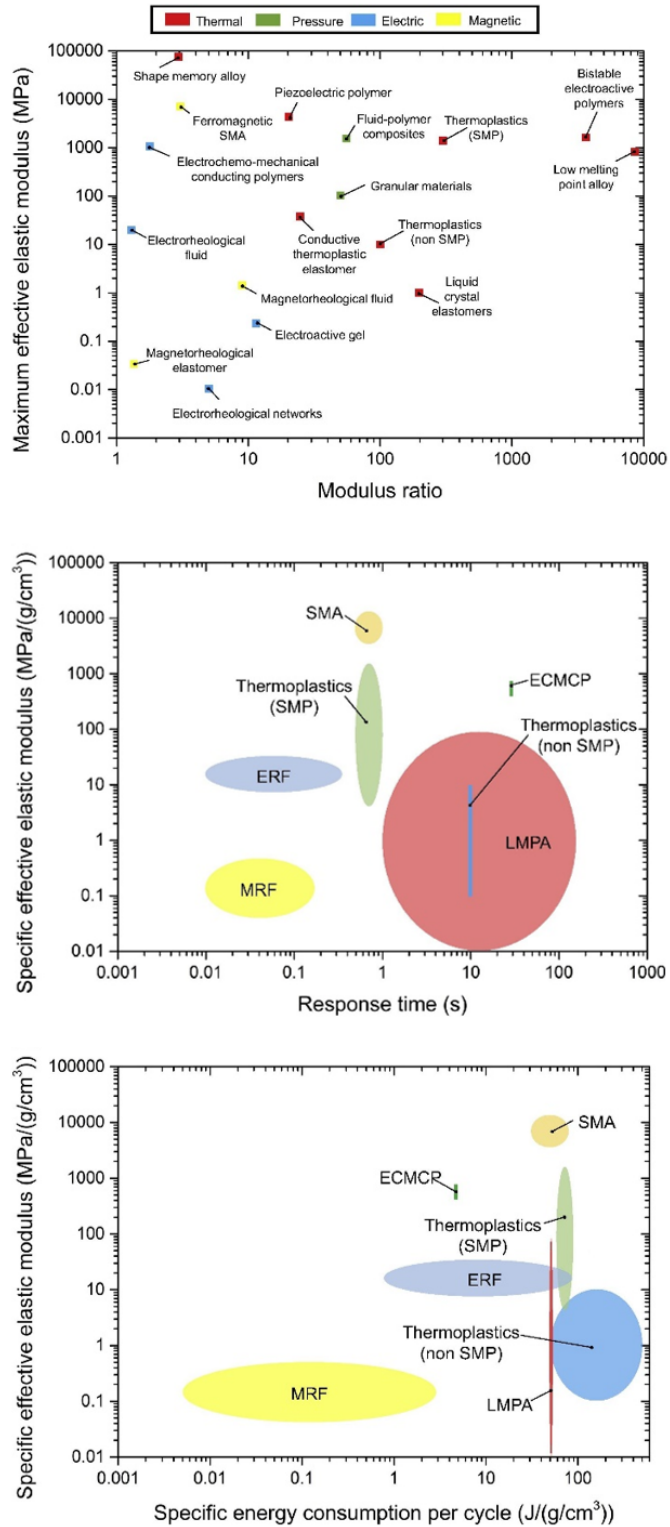 Thermal
Pressure
Electric
Magnetic
Maximum effective elastic modulus (MPa)
100000
10000
1000
100
10
1
0.1
0.01
0.001
Shape memory alloy
Ferromagnetic
SMA
Piezoelectric polymer
Fluid-polymer
composites
Thermoplastics
(SMP)
Bistable
electroactive
polymers
Electrochemo-mechanical
conducting polymers
Low melting
point alloy
Granular materials
Electrorheological
fluid
Conductive
thermoplastic
elastomer
Thermoplastics
(non SMP)
Magnetorheological fluid
Liquid
crystal
elastomers
Electroactive gel
Magnetorheological
elastomer
Electrorheological networks
1
10
100
1000
10000
Modulus ratio
Specific effective elastic modulus (MPa/(g/cm³))
100000
10000
1000
100
10
1
0.1
0.01
SMA
Thermoplastics
(SMP)
ECMCP
Thermoplastics
(non SMP)
ERF
LMPA
MRF
0.001
0.01
0.1
1
10
100
1000
Response time (s)
Specific effective elastic modulus (MPa/(g/cm³))
100000
10000
1000
100
10
1
0.1
0.01
SMA
ECMCP
Thermoplastics
(SMP)
ERF
Thermoplastics
(non SMP)
MRF
LMPA
0.001
0.01
0.1
1
10
100
Specific energy consumption per cycle (J/(g/cm³))